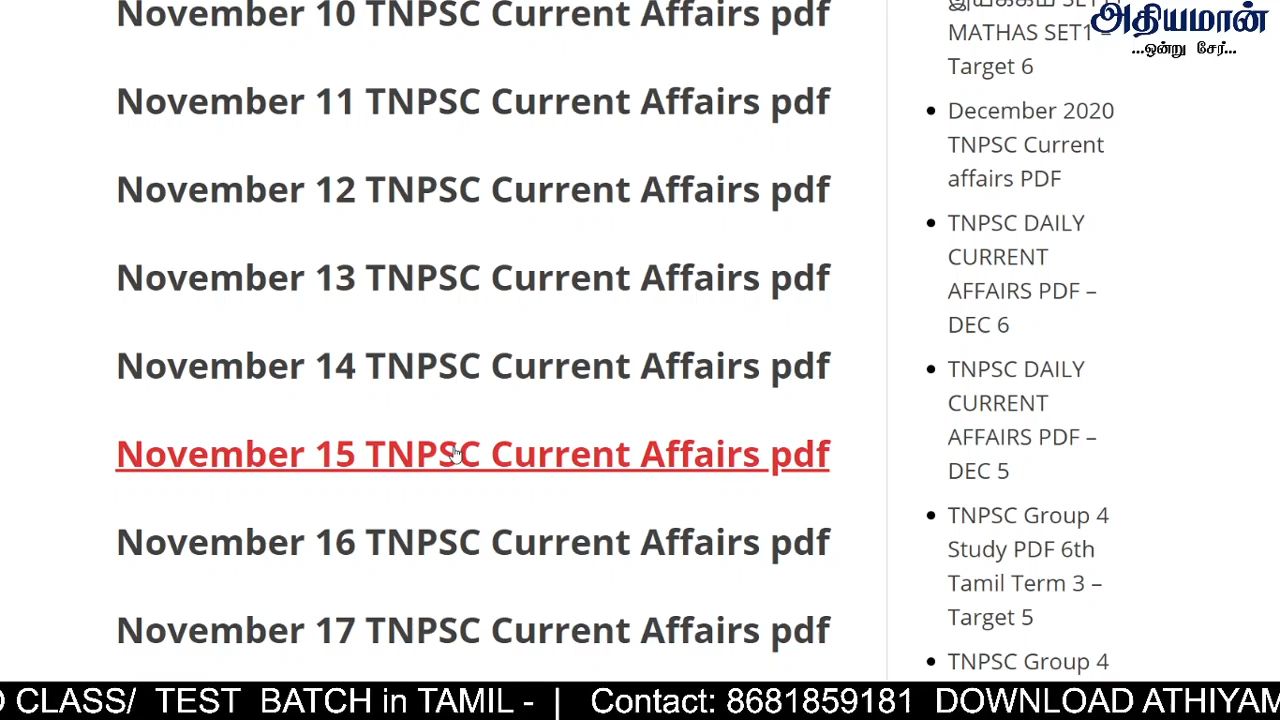 November 10 TNPSC Current Affairs pdf
November 11 TNPSC Current Affairs pdf
November 12 TNPSC Current Affairs pdf
November 13 TNPSC Current Affairs pdf
November 14 TNPSC Current Affairs pdf
November 15 TNPSC Current Affairs pdf
November 16 TNPSC Current Affairs pdf
November 17 TNPSC Current Affairs pdf
MATHAS SET1 –
Target 6
December 2020
TNPSC Current
affairs PDF
TNPSC DAILY
CURRENT
AFFAIRS PDF –
DEC 6
TNPSC DAILY
CURRENT
AFFAIRS PDF –
DEC 5
TNPSC Group 4
Study PDF 6th
Tamil Term 3 –
Target 5
TNPSC Group 4
அதியமான்
...ஒன்று சேர்...
CLASS/ TEST BATCH in TAMIL - | Contact: 8681859181 DOWNLOAD ATHIYAM